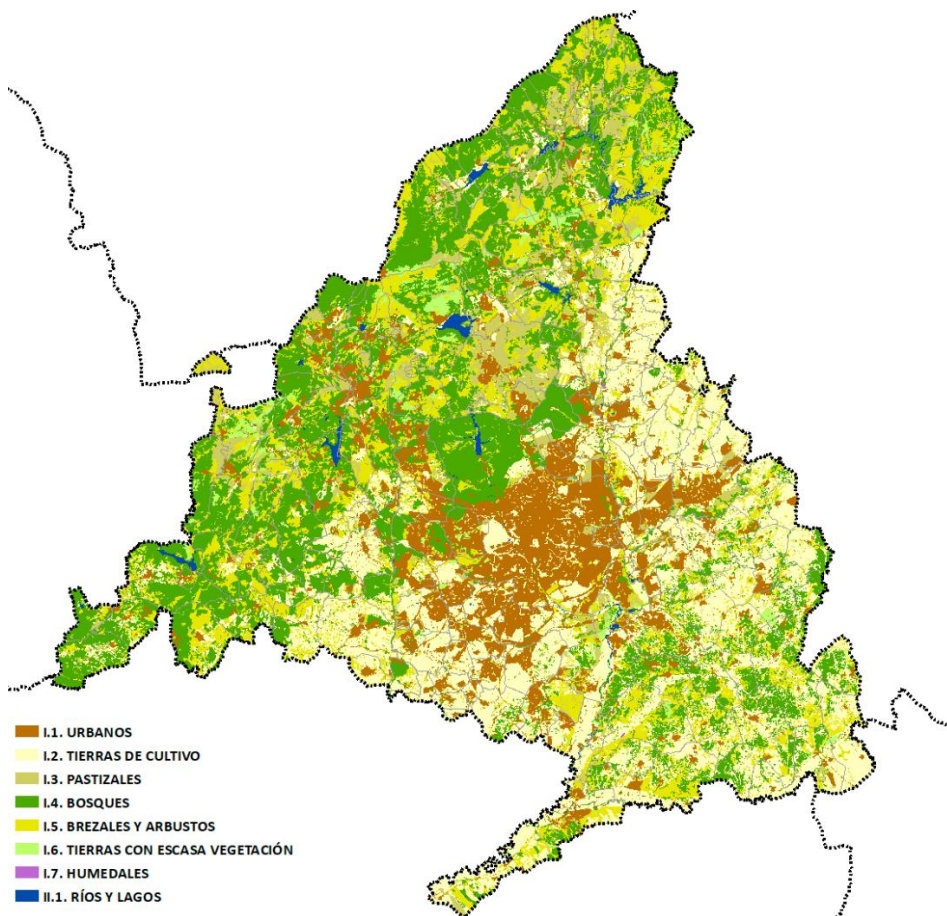 I.1. URBANOS
I.2. TIERRAS DE CULTIVO
I.3. PASTIZALES
I.4. BOSQUES
I.5. BREZALES Y ARBUSTOS
I.6. TIERRAS CON ESCASA VEGETACIÓN
I.7. HUMEDALES
II.1. RÍOS Y LAGOS